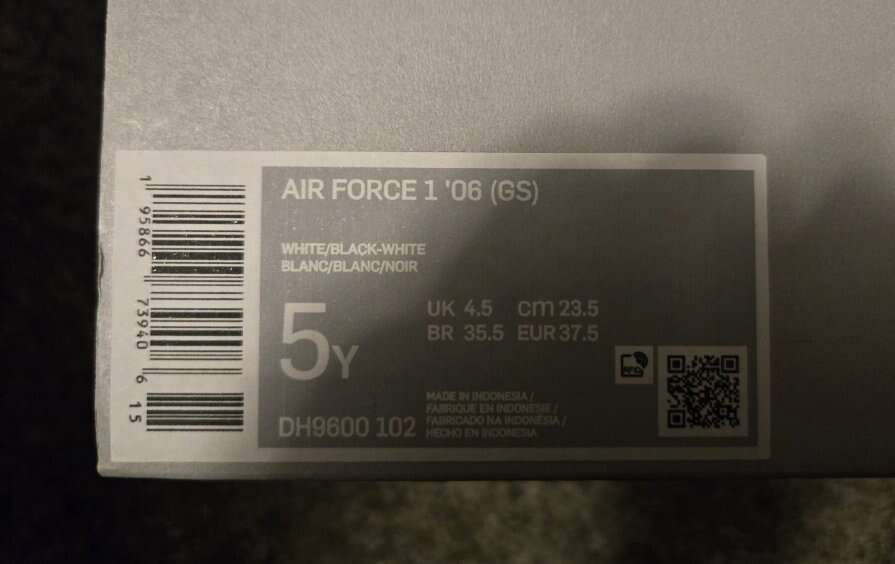 1 95866 73940 6 15
AIR FORCE 1 '06 (GS)
WHITE/BLACK-WHITE
BLANC/BLANC/NOIR
5Y
UK 4.5 cm 23.5
BR 35.5 EUR 37.5
RFID
MADE IN INDONESIA /
FABRIQUE EN INDONESIE /
FABRICADO NA INDONÉSIA /
HECHO EN INDONESIA
DH9600 102